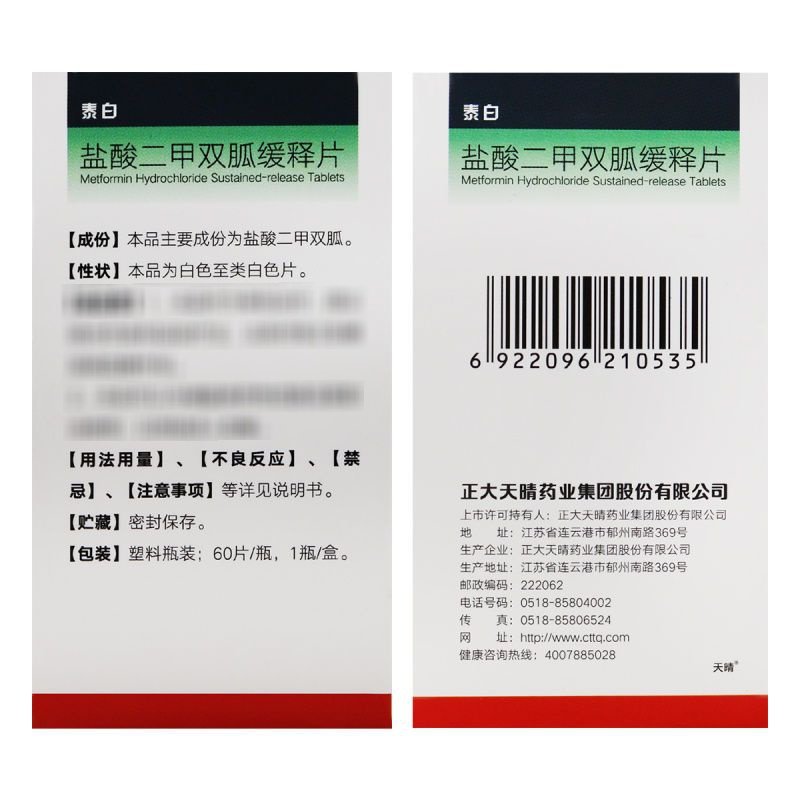 泰白
盐酸二甲双胍缓释片
Metformin Hydrochloride Sustained-release Tablets
【成份】本品主要成份为盐酸二甲双胍。
【性状】本品为白色至类白色片。
【用法用量】、【不良反应】、【禁
忌】、【注意事项】等详见说明书。
【贮藏】密封保存。
【包装】塑料瓶装；60片/瓶，1瓶/盒。
泰白
盐酸二甲双胍缓释片
Metformin Hydrochloride Sustained-release Tablets
6 922096 210535
正大天晴药业集团股份有限公司
上市许可持有人：正大天晴药业集团股份有限公司
地 址：江苏省连云港市郁州南路369号
生产企业：正大天晴药业集团股份有限公司
生产地址：江苏省连云港市郁州南路369号
邮政编码：222062
电话号码：0518-85804002
传 真：0518-85806524
网 址：http://www.cttq.com
健康咨询热线：4007885028
天晴®